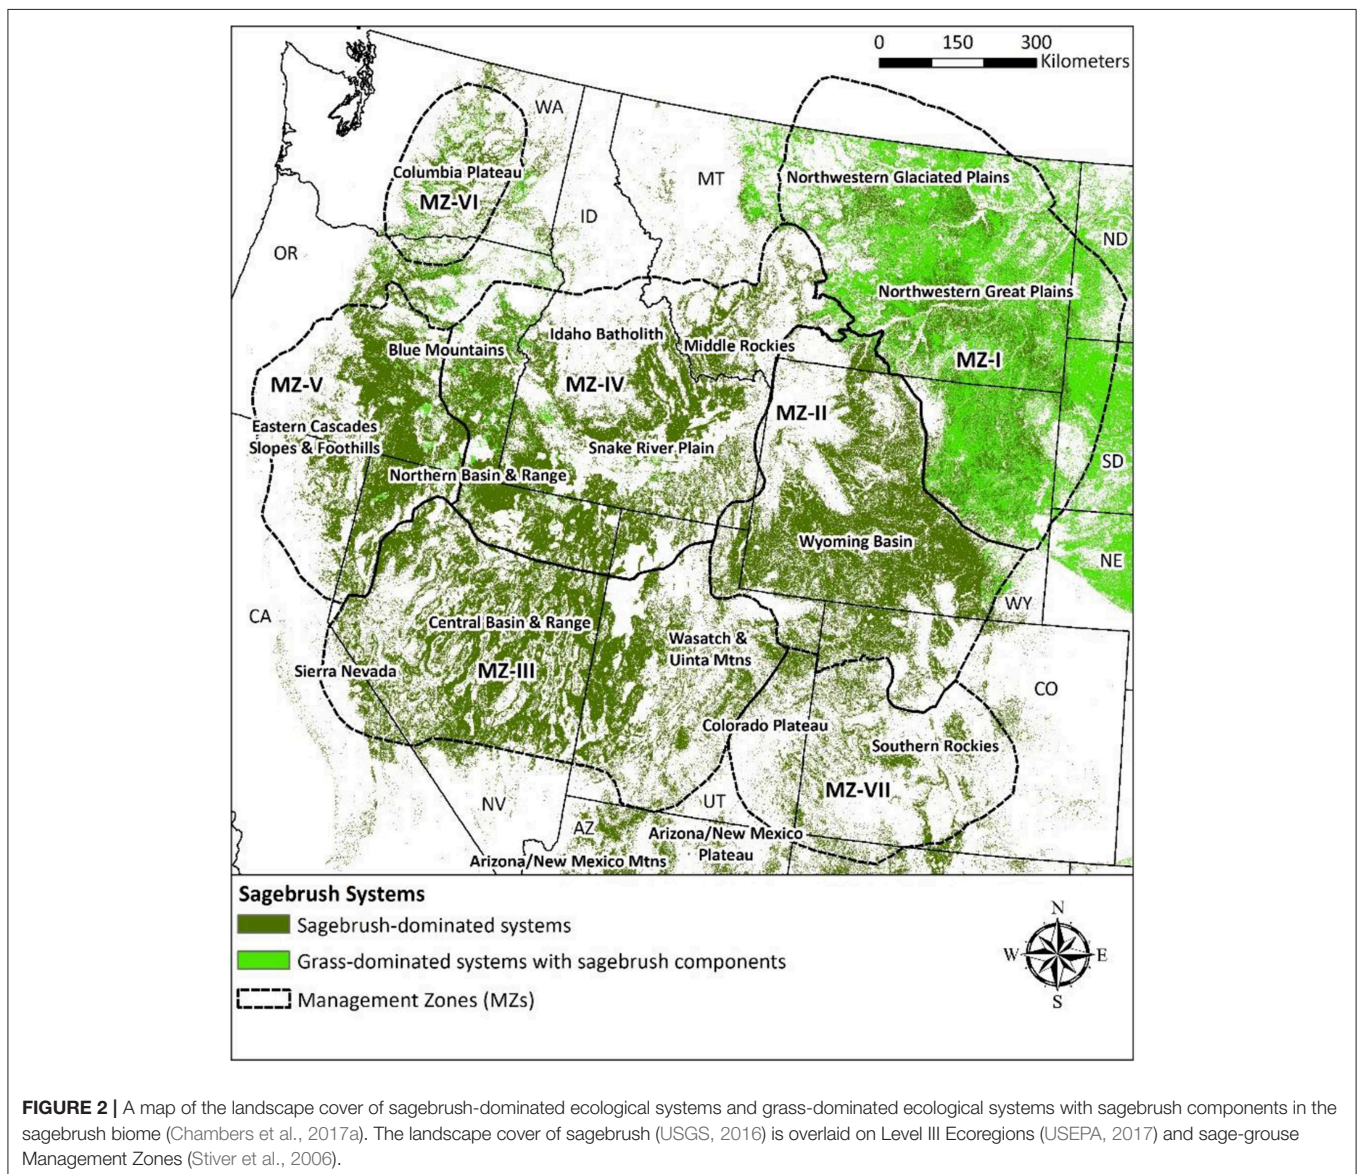 0 150 300
Kilometers
WA
Columbia Plateau
MZ-VI
MT
Northwestern Glaciated Plains
ID
OR
ND
Northwestern Great Plains
Idaho Batholith
Blue Mountains
Middle Rockies
MZ-I
MZ-V
MZ-IV
MZ-II
Eastern Cascades
Slopes & Foothills
Snake River Plain
SD
Northern Basin & Range
Wyoming Basin
NE
WY
CA
Central Basin & Range
Wasatch &
Uinta Mtns
Sierra Nevada
MZ-III
CO
Colorado Plateau
Southern Rockies
MZ-VII
NV
UT
AZ
Arizona/New Mexico
Plateau
Arizona/New Mexico Mtns
Sagebrush Systems
Sagebrush-dominated systems
Grass-dominated systems with sagebrush components
Management Zones (MZs)
N
W E
S
FIGURE 2 | A map of the landscape cover of sagebrush-dominated ecological systems and grass-dominated ecological systems with sagebrush components in the
sagebrush biome (Chambers et al., 2017a). The landscape cover of sagebrush (USGS, 2016) is overlaid on Level III Ecoregions (USEPA, 2017) and sage-grouse
Management Zones (Stiver et al., 2006).